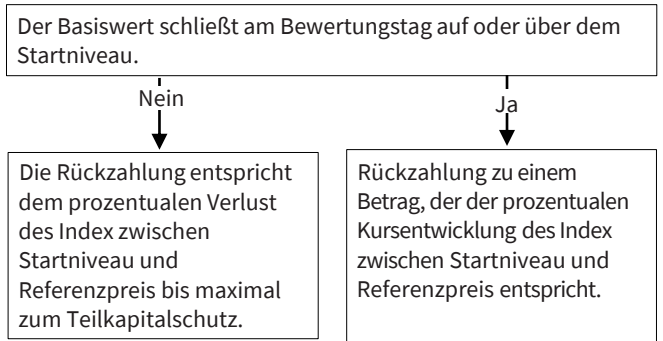 Der Basiswert schließt am Bewertungstag auf oder über dem
Startniveau.
Nein
Ja
Die Rückzahlung entspricht
dem prozentualen Verlust
des Index zwischen
Startniveau und
Referenzpreis bis maximal
zum Teilkapitalschutz.
Rückzahlung zu einem
Betrag, der der prozentualen
Kursentwicklung des Index
zwischen Startniveau und
Referenzpreis entspricht.